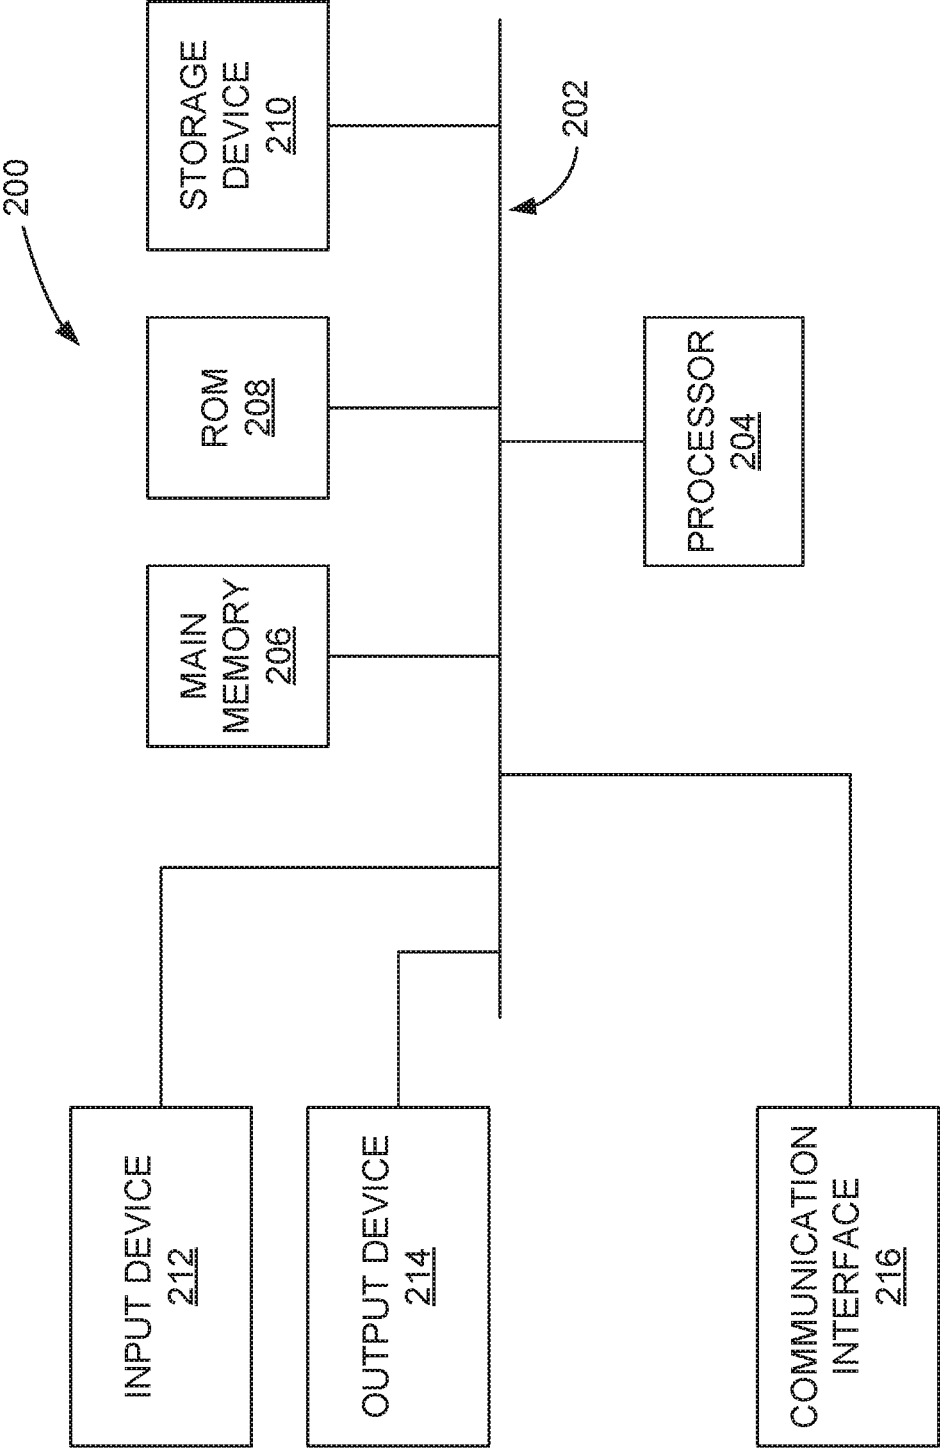 200
STORAGE
DEVICE
210
202
ROM
208
MAIN
MEMORY
206
PROCESSOR
204
INPUT DEVICE
212
OUTPUT DEVICE
214
COMMUNICATION
INTERFACE
216